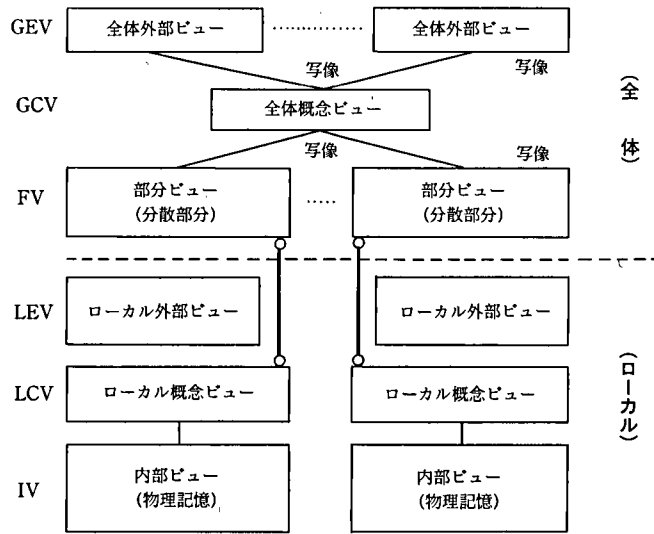 GEV
全体外部ビュー
全体外部ビュー
写像
写像
GCV
全体概念ビュー
(全体)
写像
写像
FV
部分ビュー
(分散部分)
部分ビュー
(分散部分)
LEV
ローカル外部ビュー
ローカル外部ビュー
LCV
ローカル概念ビュー
ローカル概念ビュー
(ローカル)
IV
内部ビュー
(物理記憶)
内部ビュー
(物理記憶)